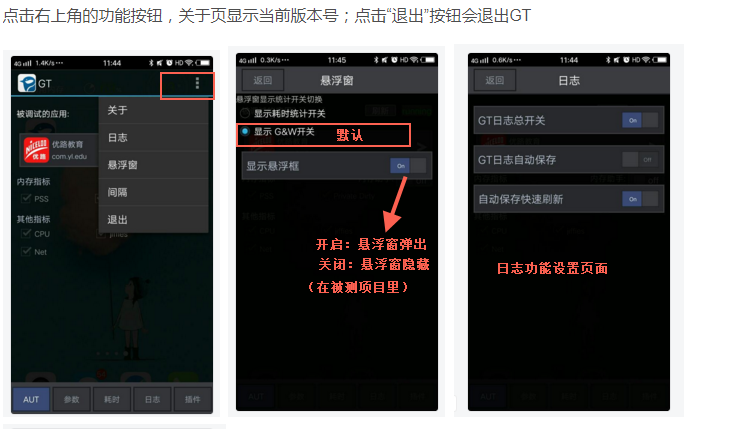 点击右上角的功能按钮，关于页显示当前版本号；点击“退出”按钮会退出GT
4G 1.4K/s 11:44 HD
GT
被调试的应用:
关于
优路教育
com.yl.edu
日志
内存指标
悬浮窗
PSS
间隔
其他指标
CPU
退出
Net
AUT 参数 耗时 日志 插件
4G 0.3K/s 11:45 HD
返回 悬浮窗
悬浮窗显示统计开关切换
显示耗时统计开关
显示 G&W开关 默认
显示悬浮框 On
开启：悬浮窗弹出
关闭：悬浮窗隐藏
（在被测项目里）
4G 0.6K/s 11:44 HD
返回 日志
GT日志总开关 On
GT日志自动保存 Off
自动保存快速刷新 On
日志功能设置页面